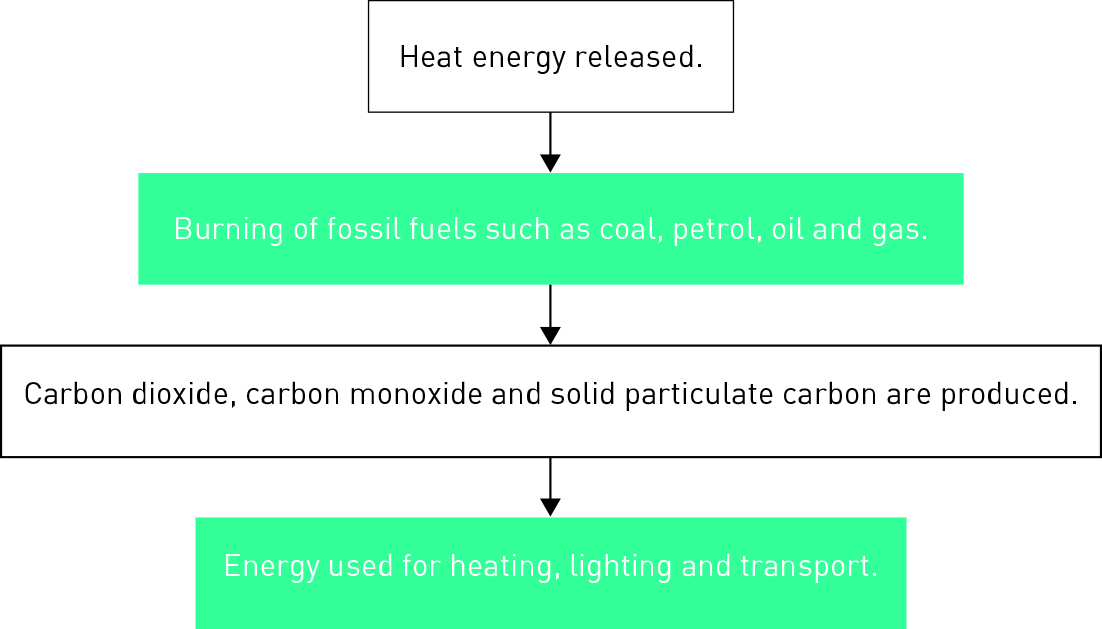 Heat energy released.
Burning of fossil fuels such as coal, petrol, oil and gas.
Carbon dioxide, carbon monoxide and solid particulate carbon are produced.
Energy used for heating, lighting and transport.